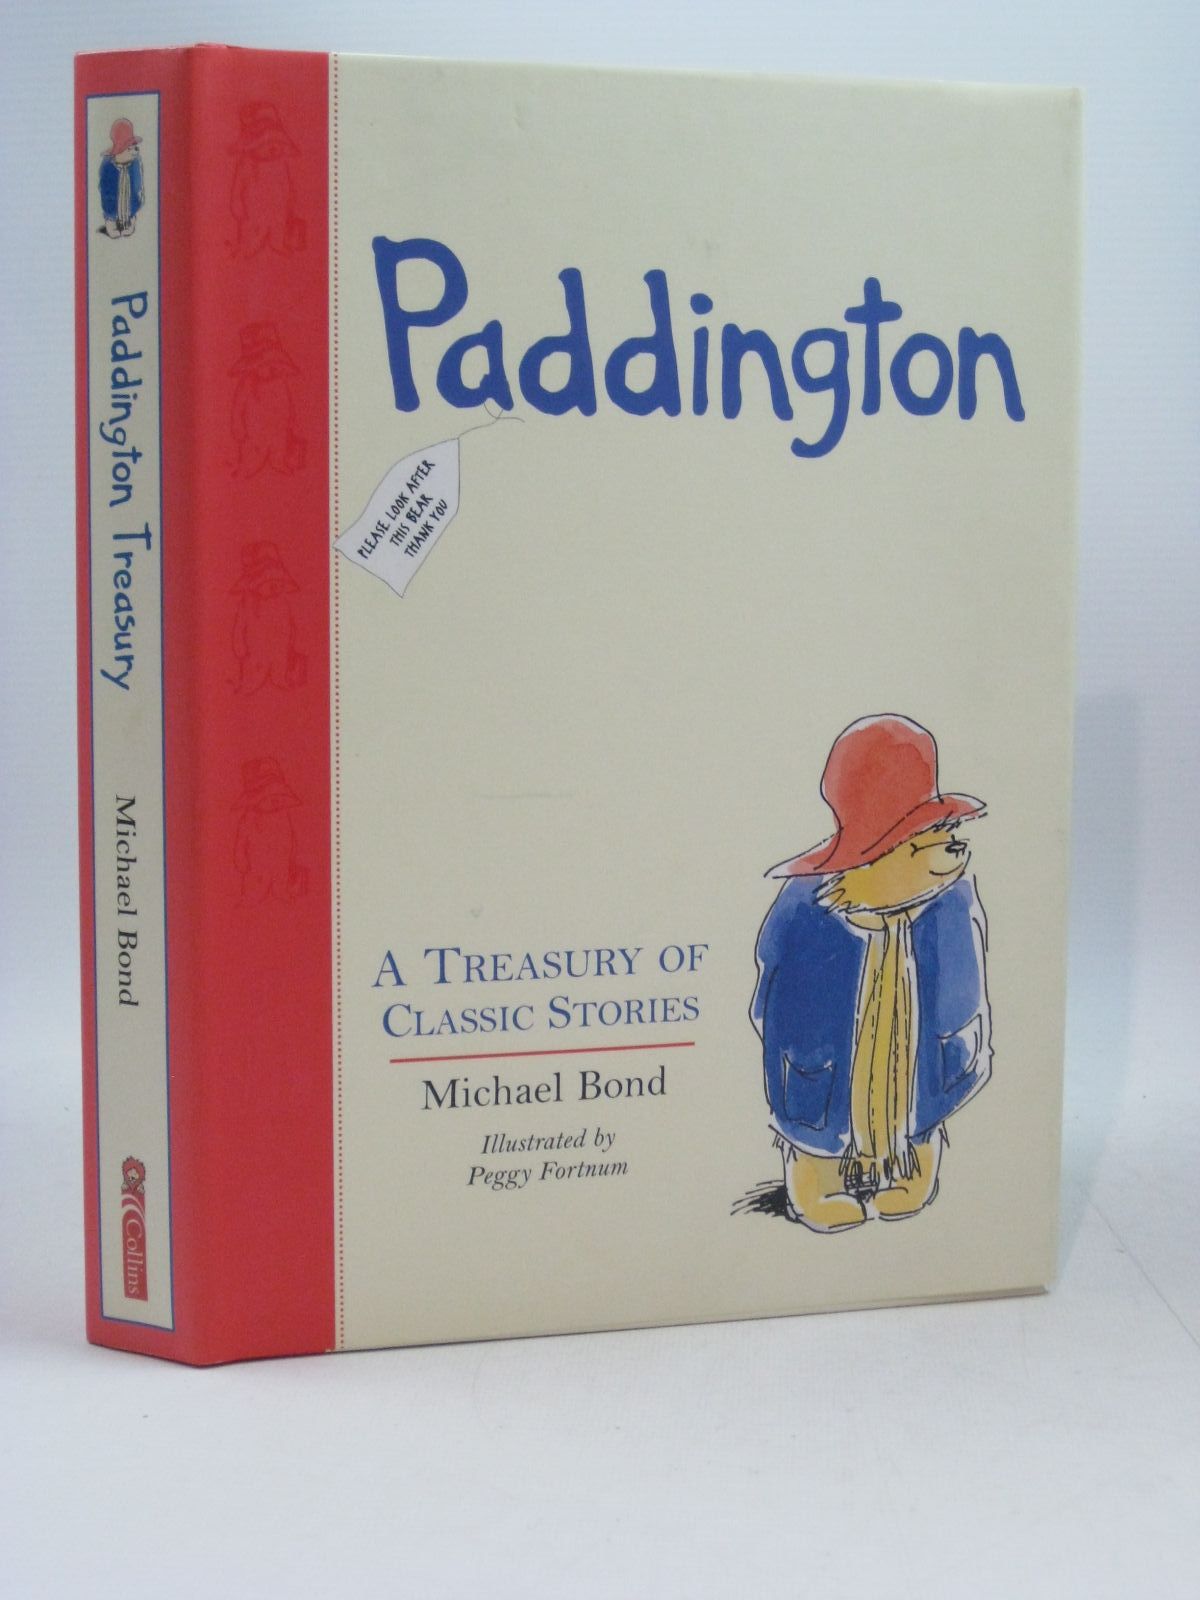 Paddington Treasury
Michael Bond
Collins
Paddington
PLEASE LOOK AFTER
THIS BEAR
THANK YOU
A TREASURY OF
CLASSIC STORIES
Michael Bond
Illustrated by
Peggy Fortnum